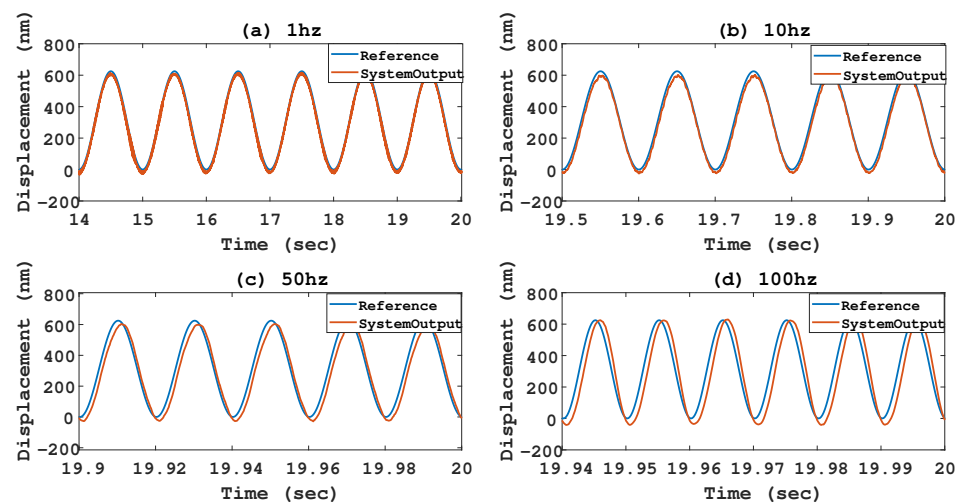 (a) 1hz
Displacement (nm)
800
600
400
200
0
−200
Reference
SystemOutput
14 15 16 17 18 19 20
Time (sec)
(b) 10hz
Displacement (nm)
800
600
400
200
0
−200
Reference
SystemOutput
19.5 19.6 19.7 19.8 19.9 20
Time (sec)
(c) 50hz
Displacement (nm)
800
600
400
200
0
−200
Reference
SystemOutput
19.9 19.92 19.94 19.96 19.98 20
Time (sec)
(d) 100hz
Displacement (nm)
800
600
400
200
0
−200
Reference
SystemOutput
19.94 19.95 19.96 19.97 19.98 19.99 20
Time (sec)